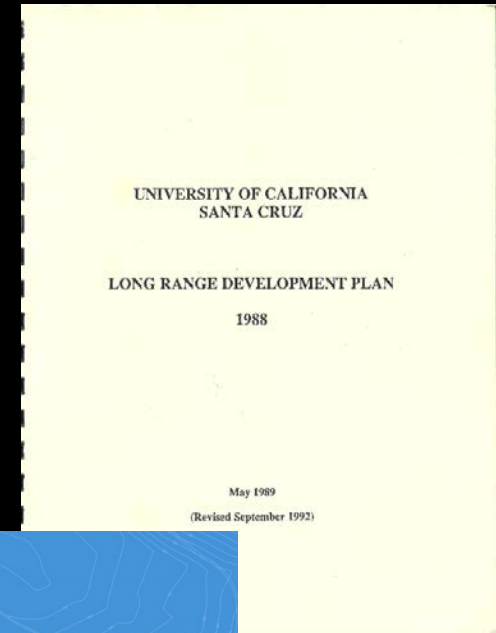 UNIVERSITY OF CALIFORNIA
SANTA CRUZ
LONG RANGE DEVELOPMENT PLAN
1988
May 1989
(Revised September 1992)